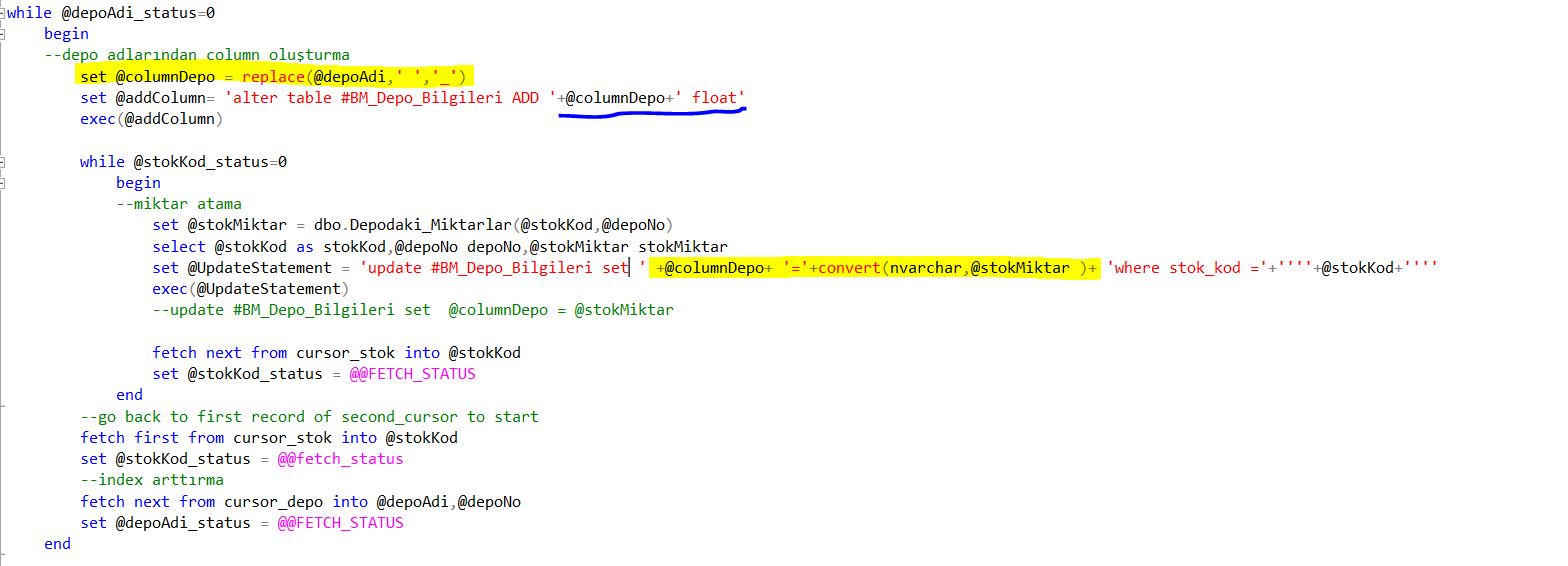 while @depoAdi_status=0
begin
--depo adlarından column oluşturma
set @columnDepo = replace(@depoAdi,' ','_')
set @addColumn= 'alter table #BM_Depo_Bilgileri ADD '+@columnDepo+' float'
exec(@addColumn)
while @stokKod_status=0
begin
--miktar atama
set @stokMiktar = dbo.Depodaki_Miktarlar(@stokKod,@depoNo)
select @stokKod as stokKod,@depoNo depoNo,@stokMiktar stokMiktar
set @UpdateStatement = 'update #BM_Depo_Bilgileri set ' +@columnDepo+ '='+convert(nvarchar,@stokMiktar )+ 'where stok_kod ='+''''+@stokKod+''''
exec(@UpdateStatement)
--update #BM_Depo_Bilgileri set  @columnDepo = @stokMiktar
fetch next from cursor_stok into @stokKod
set @stokKod_status = @@FETCH_STATUS
end
--go back to first record of second_cursor to start
fetch first from cursor_stok into @stokKod
set @stokKod_status = @@fetch_status
--index arttırma
fetch next from cursor_depo into @depoAdi,@depoNo
set @depoAdi_status = @@FETCH_STATUS
end